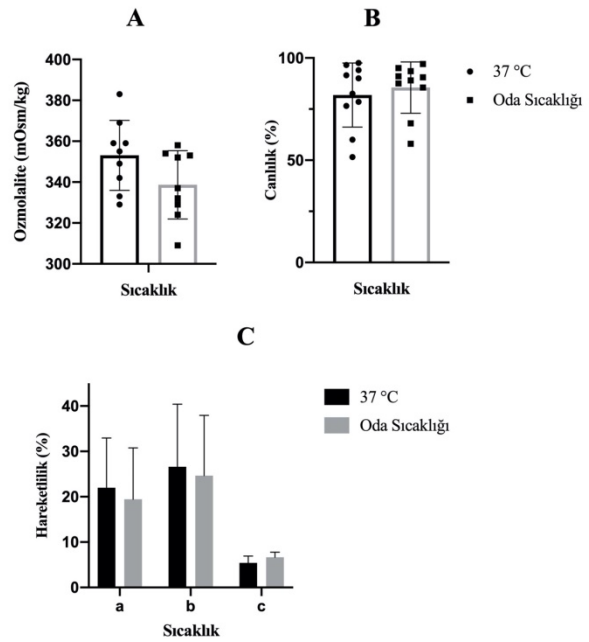 A
Ozmolalite (mOsm/kg)
400
380
360
340
320
300
Sıcaklık
B
Canlılık (%)
100
50
0
Sıcaklık
37 °C
Oda Sıcaklığı
C
Hareketlilik (%)
40
30
20
10
0
a b c
Sıcaklık
37 °C
Oda Sıcaklığı